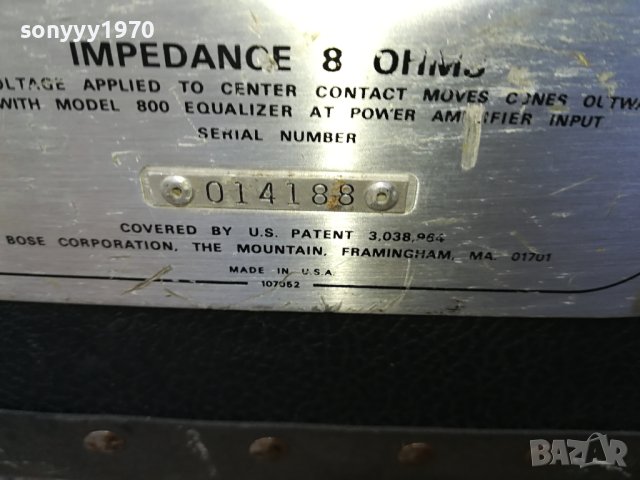 sonyyy1970
IMPEDANCE 8 OHMS
OLTAGE APPLIED TO CENTER CONTACT MOVES CONES OUTWA
WITH MODEL 800 EQUALIZER AT POWER AMPLIFIER INPUT
SERIAL NUMBER
014188
COVERED BY U.S. PATENT 3,038,964
BOSE CORPORATION, THE MOUNTAIN, FRAMINGHAM, MA. 01701
MADE IN U.S.A.
107062
BAZAR